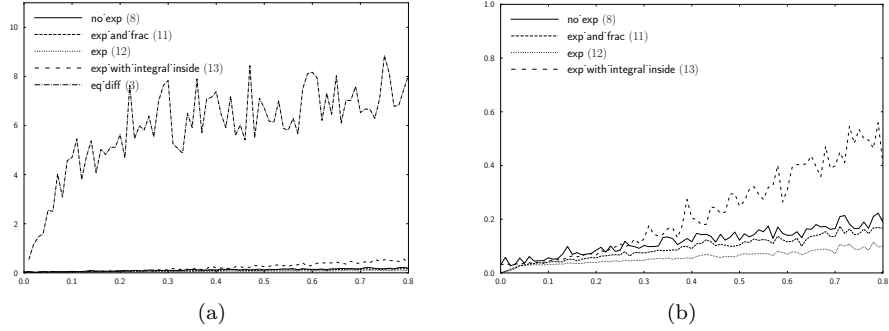 no exp (8)
exp and frac (11)
exp (12)
exp with integral inside (13)
eq diff (3)
10
8
6
4
2
0
0.0 0.1 0.2 0.3 0.4 0.5 0.6 0.7 0.8
(a)
1.0
no exp (8)
exp and frac (11)
exp (12)
exp with integral inside (13)
0.8
0.6
0.4
0.2
0.0
0.0 0.1 0.2 0.3 0.4 0.5 0.6 0.7 0.8
(b)